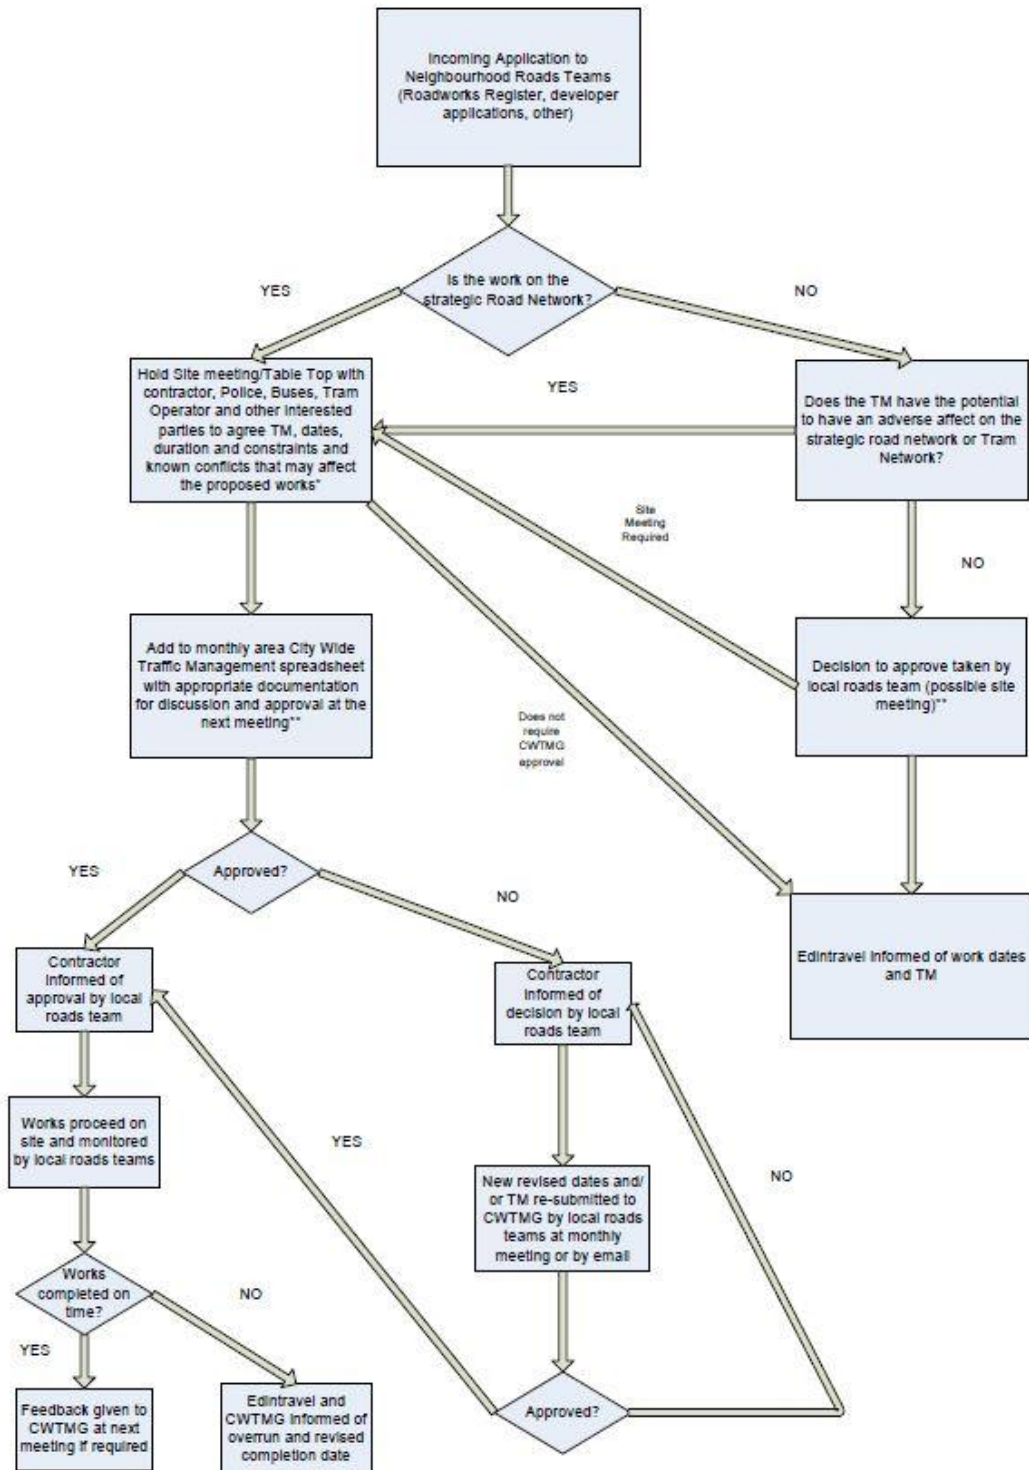 Incoming Application to
Neighbourhood Roads Teams
(Roadworks Register, developer
applications, other)
Is the work on the
strategic Road Network?
YES
NO
Hold Site meeting/Table Top with
contractor, Police, Buses, Tram
Operator and other interested
parties to agree TM, dates,
duration and constraints and
known conflicts that may affect
the proposed works*
YES
Does the TM have the potential
to have an adverse affect on the
strategic road network or Tram
Network?
Site
Meeting
Required
NO
Add to monthly area City Wide
Traffic Management spreadsheet
with appropriate documentation
for discussion and approval at the
next meeting**
Decision to approve taken by
local roads team (possible site
meeting)**
Does not
require
CWTMG
approval
Approved?
YES
NO
Edintravel informed of work dates
and TM
Contractor
informed of
approval by local
roads team
Contractor
informed of
decision by local
roads team
Works proceed on
site and monitored
by local roads teams
YES
New revised dates and/
or TM re-submitted to
CWTMG by local roads
teams at monthly
meeting or by email
NO
Works
completed on
time?
NO
YES
Feedback given to
CWTMG at next
meeting if required
Edintravel and
CWTMG informed of
overrun and revised
completion date
Approved?